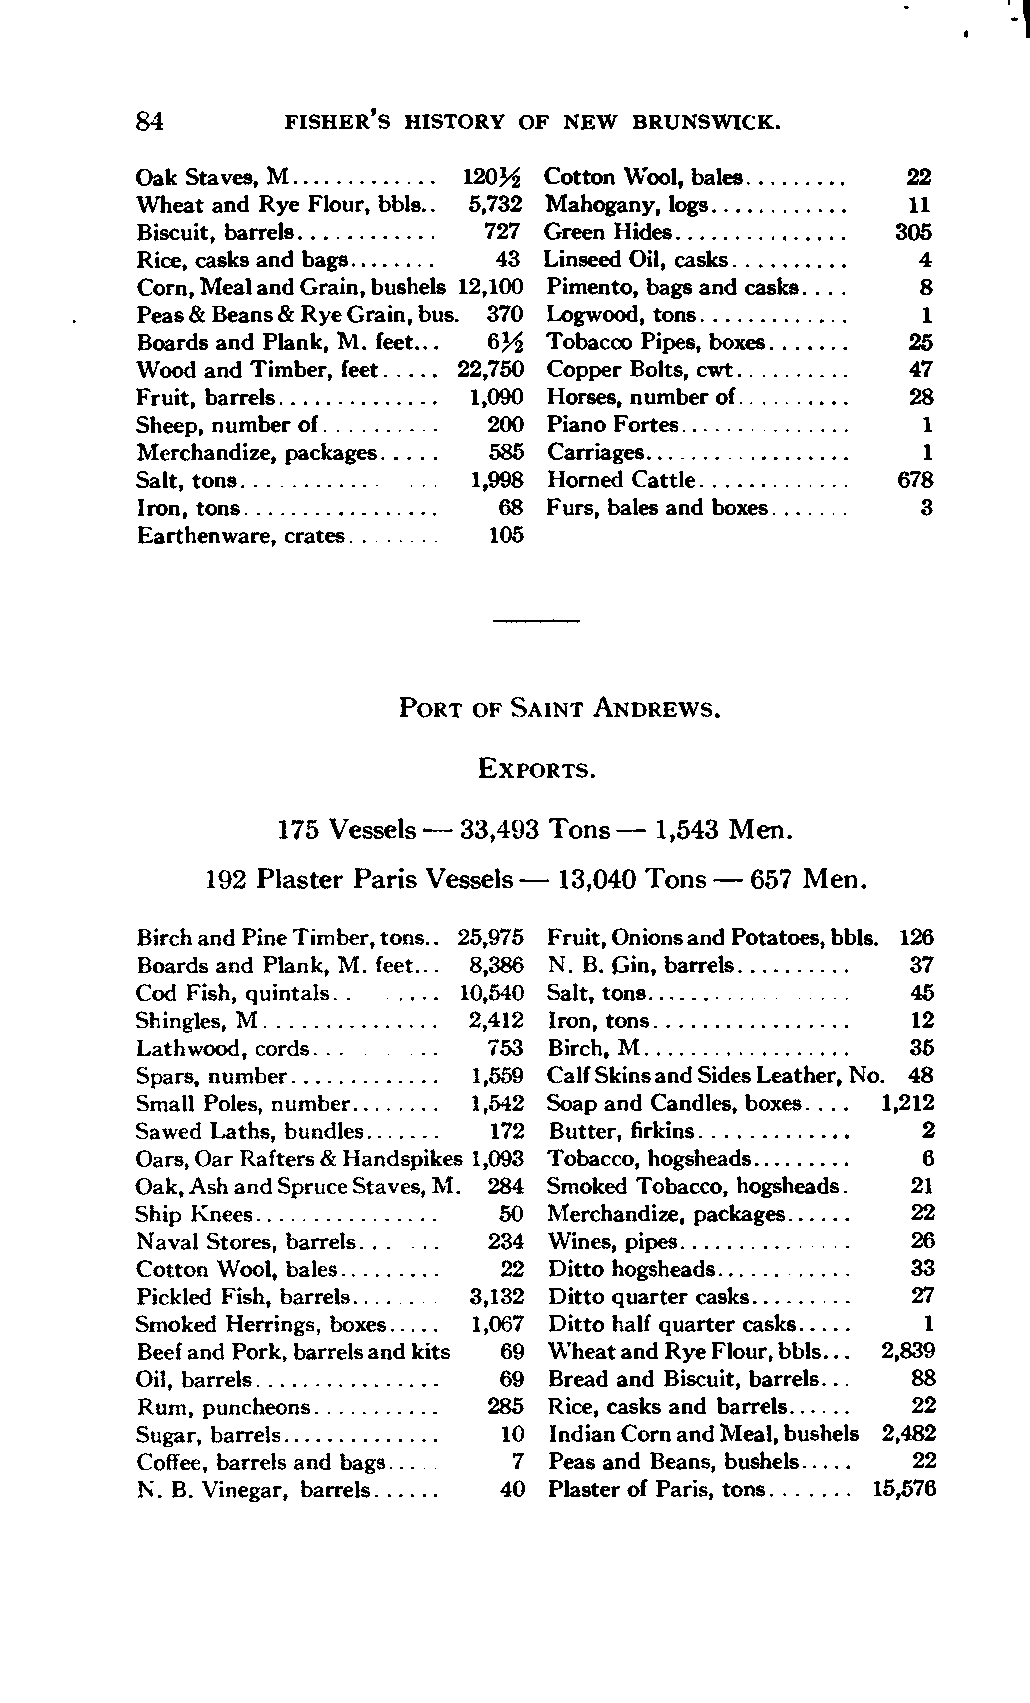 84 FISHER'S HISTORY OF NEW BRUNSWICK.
Oak Staves, M............. 120½
Wheat and Rye Flour, bbls.. 5,732
Biscuit, barrels............ 727
Rice, casks and bags........ 43
Corn, Meal and Grain, bushels 12,100
Peas & Beans & Rye Grain, bus. 370
Boards and Plank, M. feet... 6½
Wood and Timber, feet..... 22,750
Fruit, barrels.............. 1,090
Sheep, number of.......... 200
Merchandize, packages..... 585
Salt, tons............ ... 1,998
Iron, tons................. 68
Earthenware, crates........ 105
Cotton Wool, bales......... 22
Mahogany, logs............ 11
Green Hides............... 305
Linseed Oil, casks.......... 4
Pimento, bags and casks.... 8
Logwood, tons............. 1
Tobacco Pipes, boxes....... 25
Copper Bolts, cwt.......... 47
Horses, number of.......... 28
Piano Fortes............... 1
Carriages.................. 1
Horned Cattle............. 678
Furs, bales and boxes....... 3
PORT OF SAINT ANDREWS.
EXPORTS.
175 Vessels — 33,493 Tons — 1,543 Men.
192 Plaster Paris Vessels — 13,040 Tons — 657 Men.
Birch and Pine Timber, tons.. 25,975
Boards and Plank, M. feet... 8,386
Cod Fish, quintals.. .... 10,540
Shingles, M............... 2,412
Lathwood, cords... .. 753
Spars, number............. 1,559
Small Poles, number........ 1,542
Sawed Laths, bundles....... 172
Oars, Oar Rafters & Handspikes 1,093
Oak, Ash and Spruce Staves, M. 284
Ship Knees................ 50
Naval Stores, barrels... ... 234
Cotton Wool, bales......... 22
Pickled Fish, barrels........ 3,132
Smoked Herrings, boxes..... 1,067
Beef and Pork, barrels and kits 69
Oil, barrels................ 69
Rum, puncheons........... 285
Sugar, barrels.............. 10
Coffee, barrels and bags.... 7
N. B. Vinegar, barrels...... 40
Fruit, Onions and Potatoes, bbls. 126
N. B. Gin, barrels.......... 37
Salt, tons........... .... 45
Iron, tons................. 12
Birch, M.................. 35
Calf Skins and Sides Leather, No. 48
Soap and Candles, boxes.... 1,212
Butter, firkins............. 2
Tobacco, hogsheads......... 6
Smoked Tobacco, hogsheads. 21
Merchandize, packages...... 22
Wines, pipes............... 26
Ditto hogsheads............ 33
Ditto quarter casks......... 27
Ditto half quarter casks..... 1
Wheat and Rye Flour, bbls... 2,839
Bread and Biscuit, barrels... 88
Rice, casks and barrels...... 22
Indian Corn and Meal, bushels 2,482
Peas and Beans, bushels..... 22
Plaster of Paris, tons....... 15,576